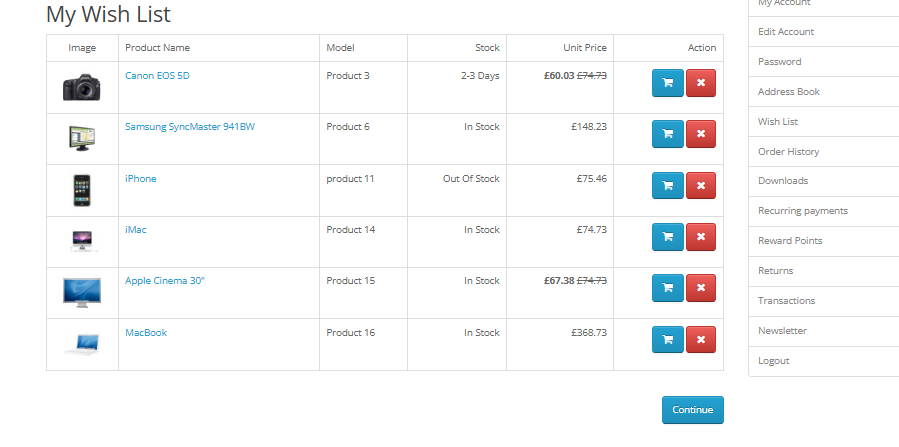 My Wish List
Image Product Name Model Stock Unit Price Action
Canon EOS 5D Product 3 2-3 Days £60.03 £74.73
Samsung SyncMaster 941BW Product 6 In Stock £148.23
iPhone product 11 Out Of Stock £75.46
iMac Product 14 In Stock £74.73
Apple Cinema 30" Product 15 In Stock £67.38 £74.73
MacBook Product 16 In Stock £368.73
Continue
My Account
Edit Account
Password
Address Book
Wish List
Order History
Downloads
Recurring payments
Reward Points
Returns
Transactions
Newsletter
Logout